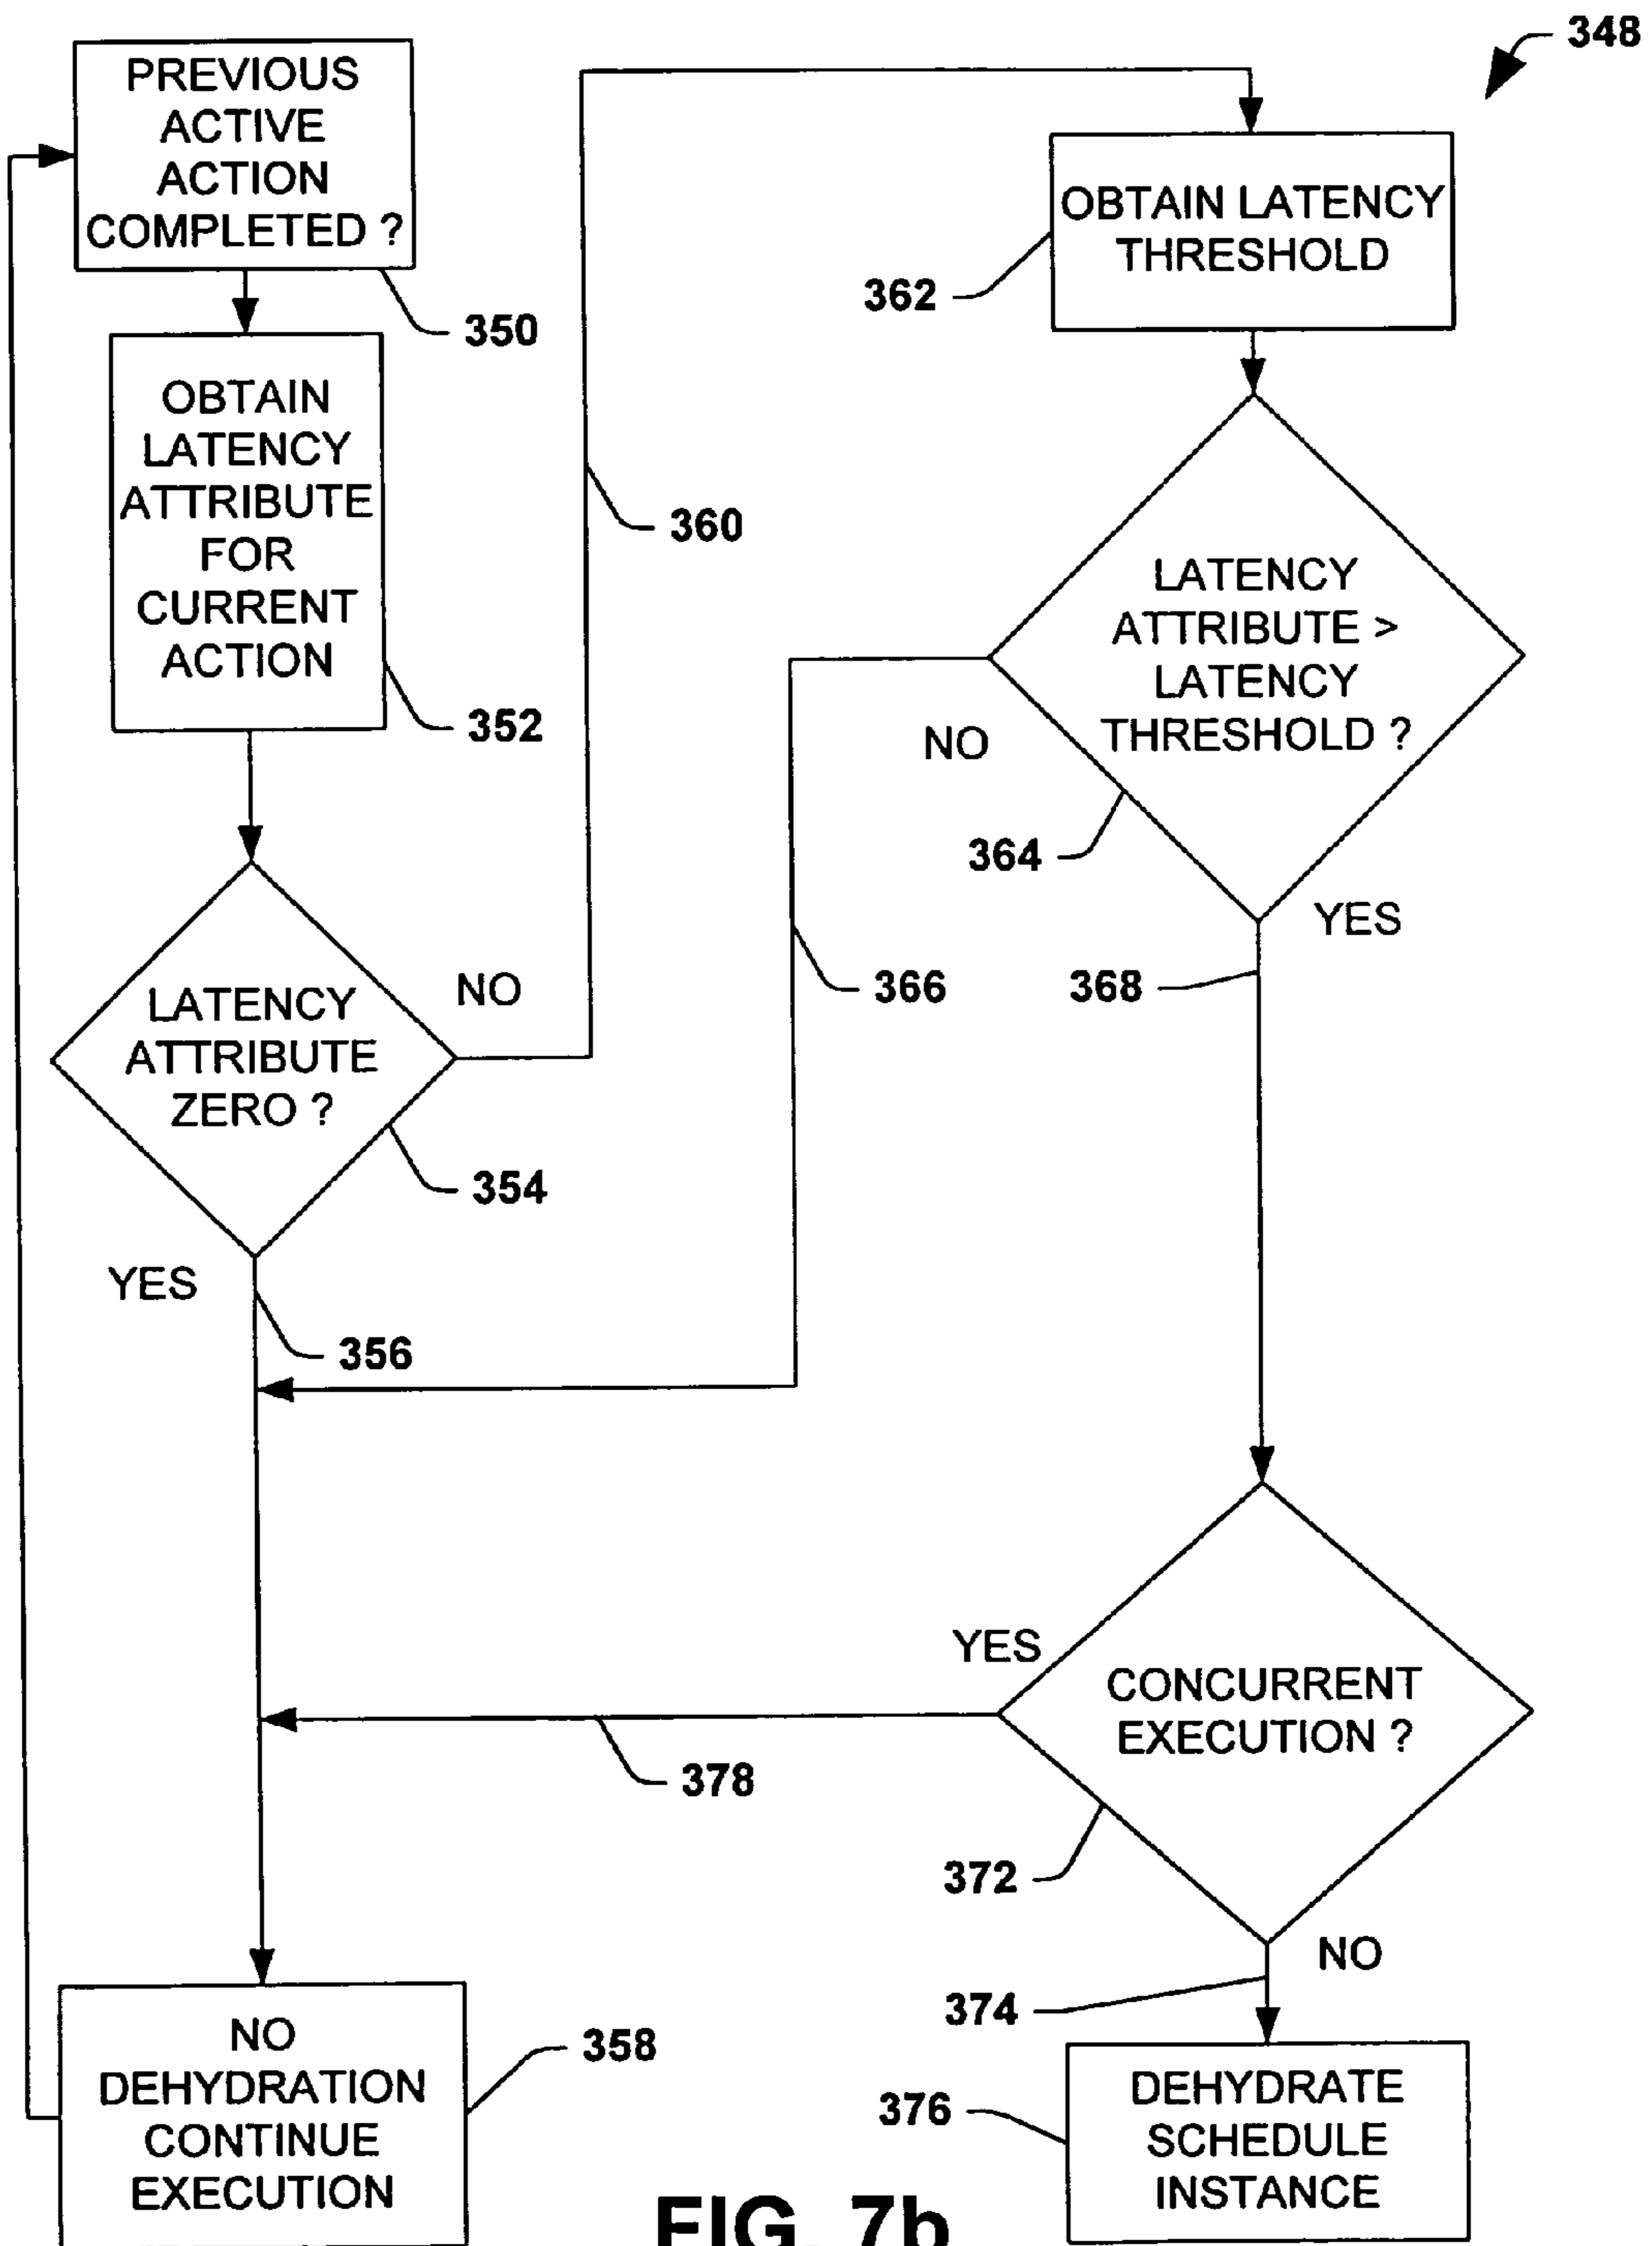 348
PREVIOUS
ACTIVE
ACTION
COMPLETED ?
350
OBTAIN
LATENCY
ATTRIBUTE
FOR
CURRENT
ACTION
352
LATENCY
ATTRIBUTE
ZERO ?
NO
354
YES
356
360
OBTAIN LATENCY
THRESHOLD
362
LATENCY
ATTRIBUTE >
LATENCY
THRESHOLD ?
NO
364
YES
366
368
CONCURRENT
EXECUTION ?
YES
378
372
NO
374
NO
DEHYDRATION
CONTINUE
EXECUTION
358
DEHYDRATE
SCHEDULE
INSTANCE
376
FIG. 7b